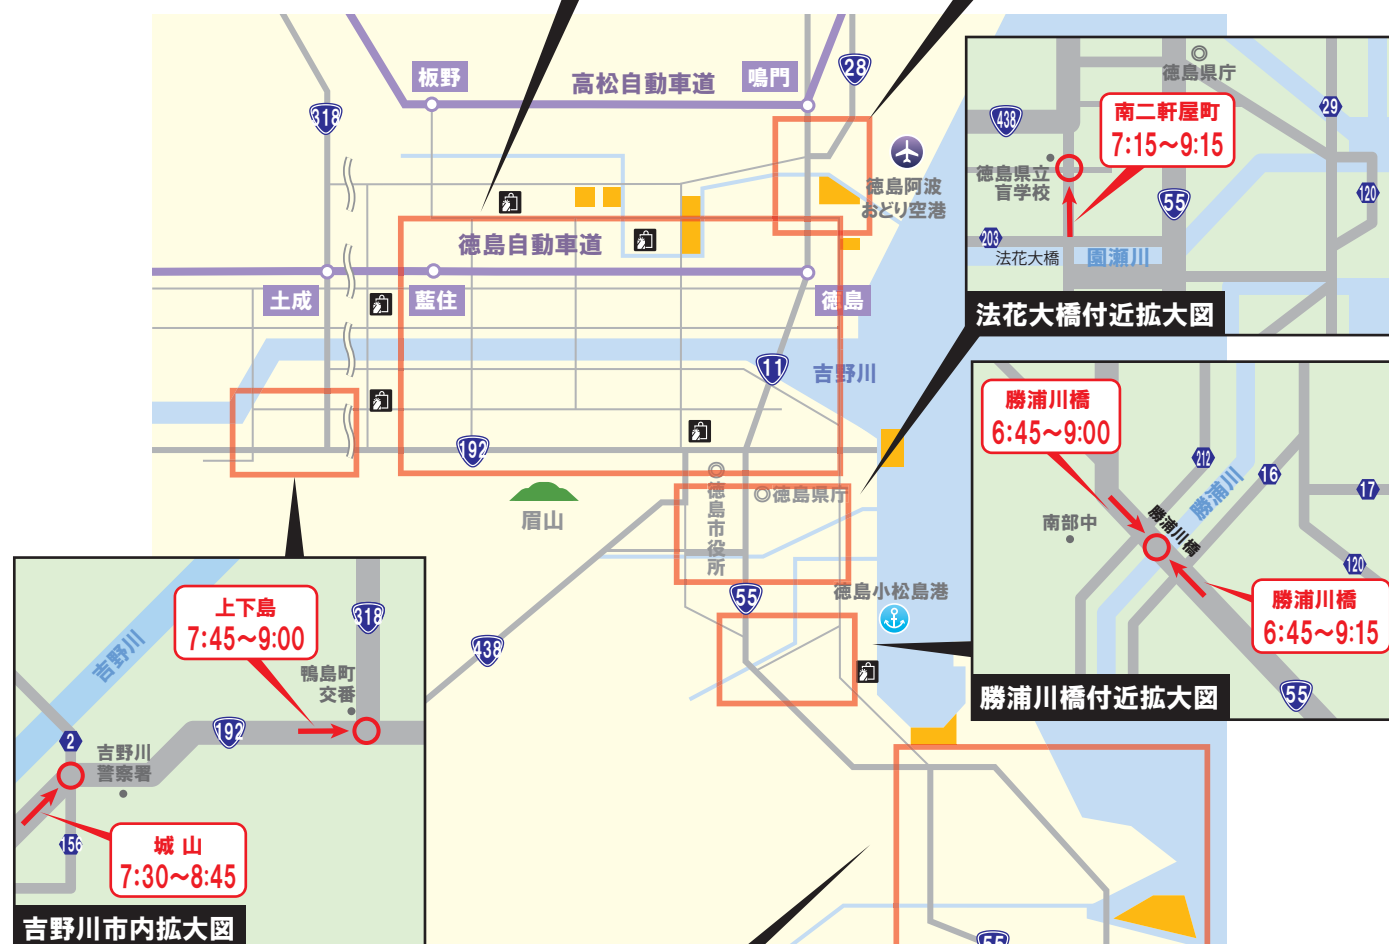 板野
高松自動車道
鳴門
28
318
徳島阿波
おどり空港
徳島自動車道
土成
藍住
徳島
11
吉野川
192
眉山
徳島市役所
徳島県庁
55
徳島小松島港
438
55
徳島県庁
438
南二軒屋町
7:15～9:15
29
徳島県立
盲学校
55
120
203
法花大橋
園瀬川
法花大橋付近拡大図
勝浦川橋
6:45～9:00
212
16
17
勝浦川
南部中
勝浦川橋
120
勝浦川橋
6:45～9:15
55
勝浦川橋付近拡大図
上下島
7:45～9:00
318
吉野川
鴨島町
交番
192
2
吉野川
警察署
156
城山
7:30～8:45
吉野川市内拡大図